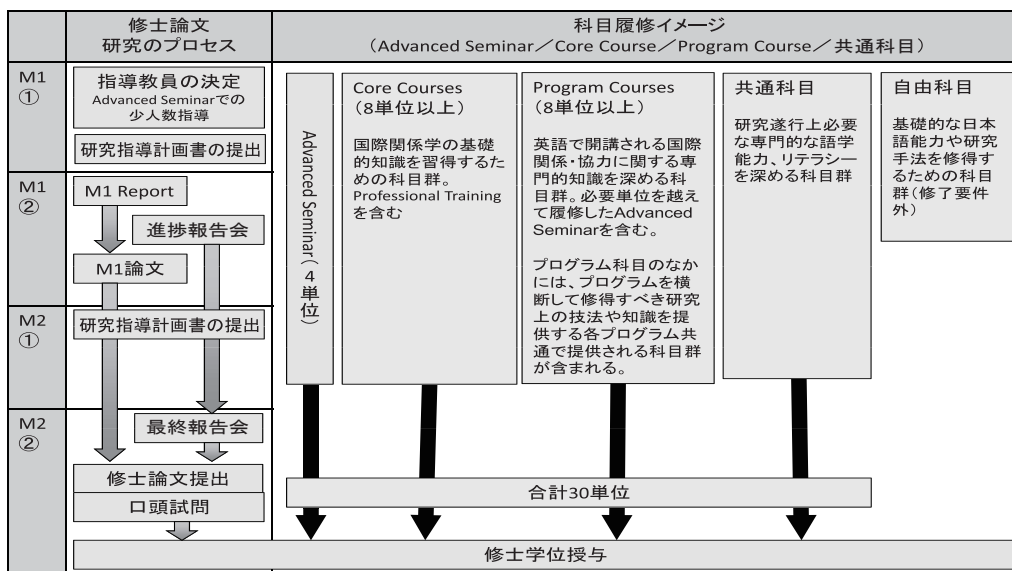 修士論文
研究のプロセス
科目履修イメージ
（Advanced Seminar／Core Course／Program Course／共通科目）
M1
①
指導教員の決定
Advanced Seminarでの
少人数指導
研究指導計画書の提出
M1
②
M1 Report
進捗報告会
M1論文
M2
①
研究指導計画書の提出
M2
②
最終報告会
修士論文提出
口頭試問
Advanced Seminar（４単位）
Core Courses
(8単位以上)
国際関係学の基礎
的知識を習得するた
めの科目群。
Professional Training
を含む
Program Courses
(8単位以上)
英語で開講される国際
関係・協力に関する専
門的知識を深める科
目群。必要単位を越え
て履修したAdvanced
Seminarを含む。
プログラム科目のなか
には、プログラムを横
断して修得すべき研究
上の技法や知識を提
供する各プログラム共
通で提供される科目群
が含まれる。
共通科目
研究遂行上必要
な専門的な語学
能力、リテラシー
を深める科目群
自由科目
基礎的な日本
語能力や研究
手法を修得す
るための科目
群（修了要件
外）
合計30単位
修士学位授与